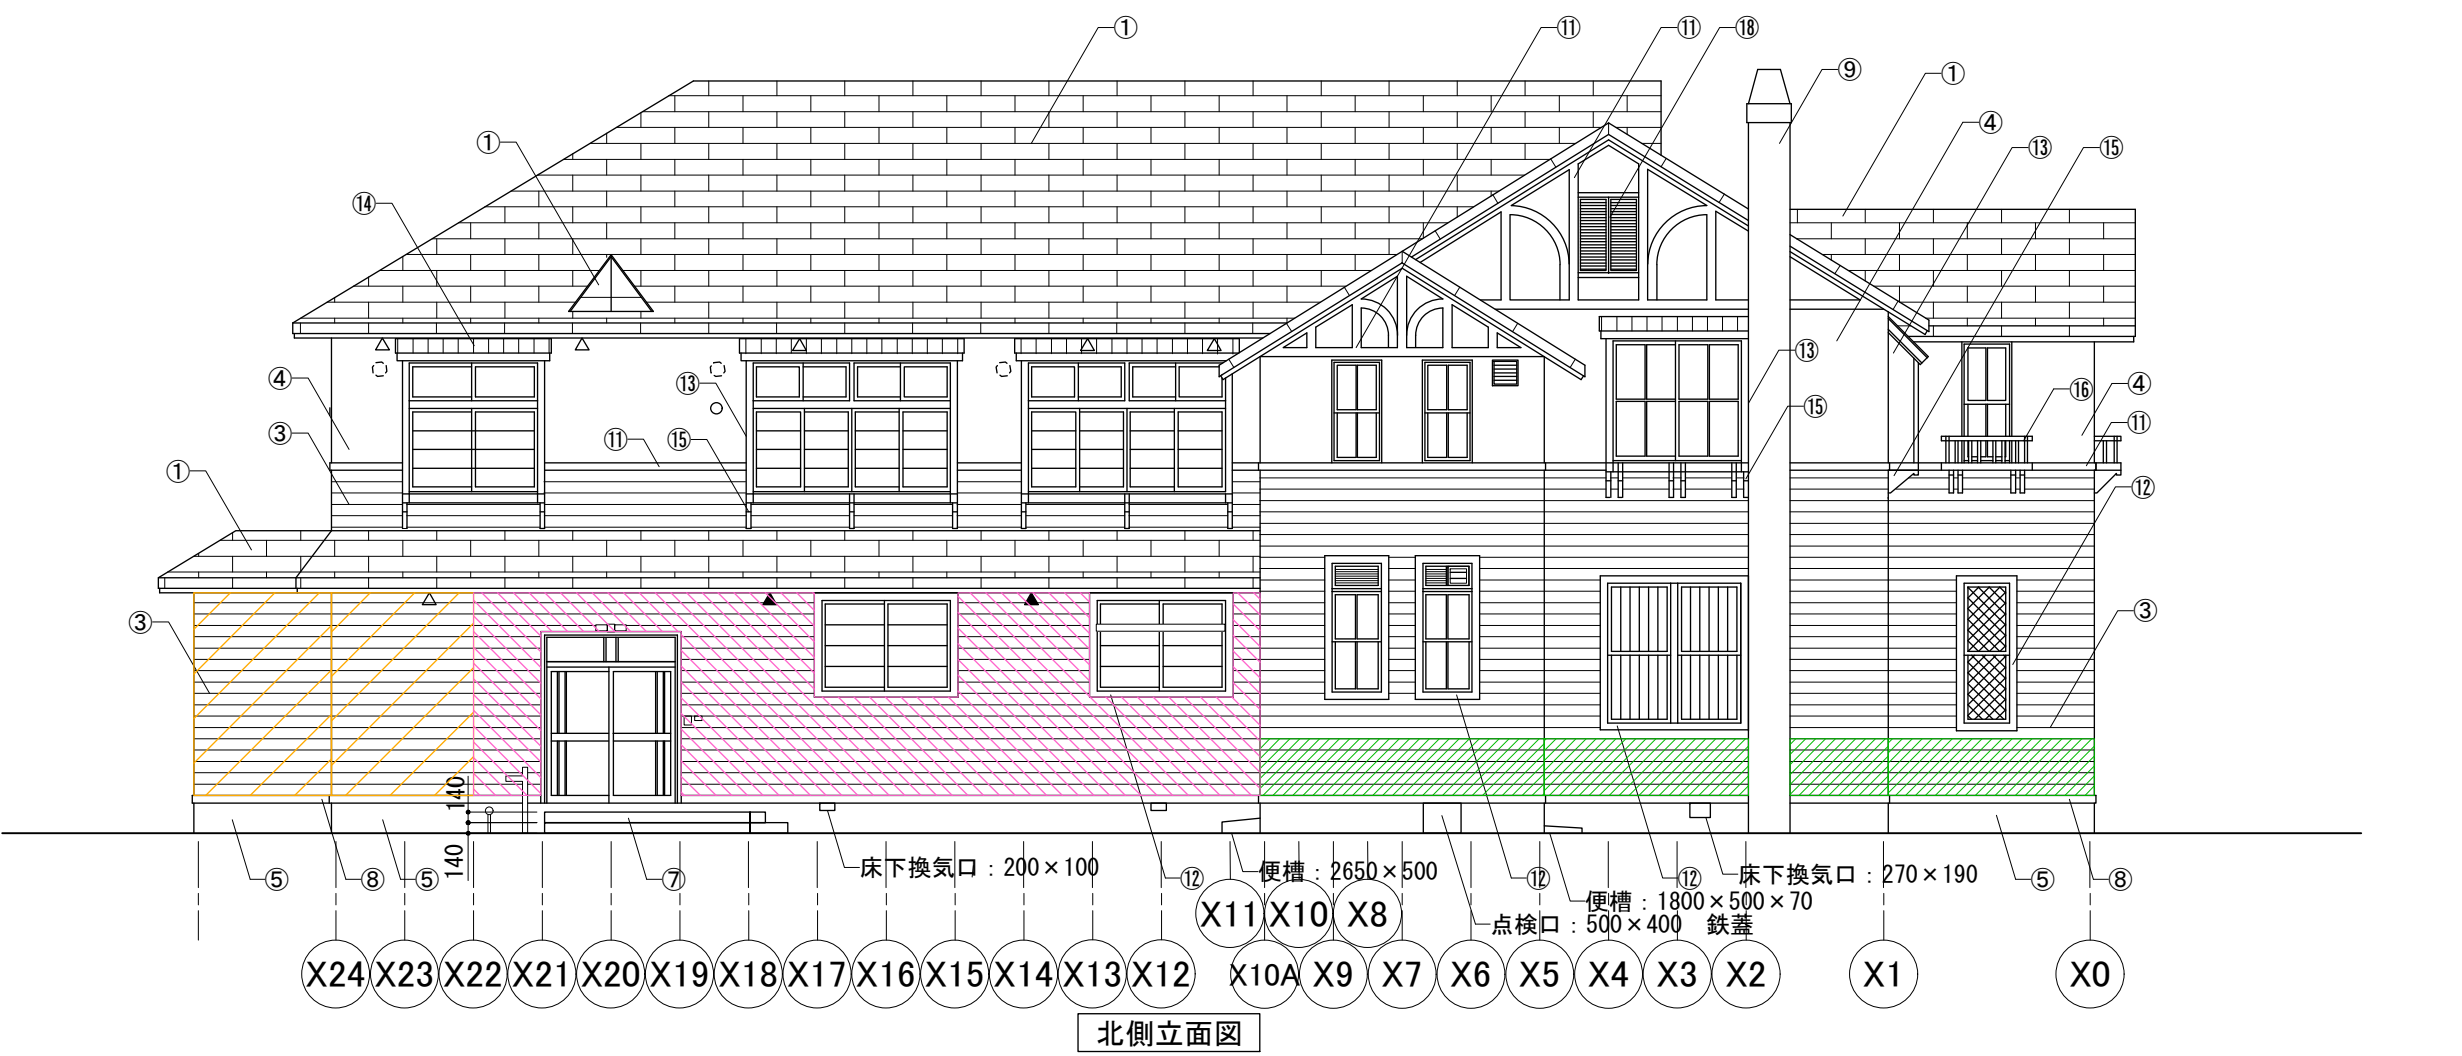 ① ⑪ ⑪ ⑱
⑨ ①
④
① ⑬ ⑮
⑭
⑬
④ ⑬ ④
⑯
⑮
⑪
③ ⑪ ⑮
①
⑫
③
③
140
140
床下換気口：200×100
便槽：2650×500
床下換気口：270×190
⑤ ⑧ ⑤ ⑦ ⑫ ⑫ ⑫ ⑤ ⑧
便槽：1800×500×70
点検口：500×400 鉄蓋
X11 X10 X8
X24 X23 X22 X21 X20 X19 X18 X17 X16 X15 X14 X13 X12 X10A X9 X7 X6 X5 X4 X3 X2 X1 X0
北側立面図